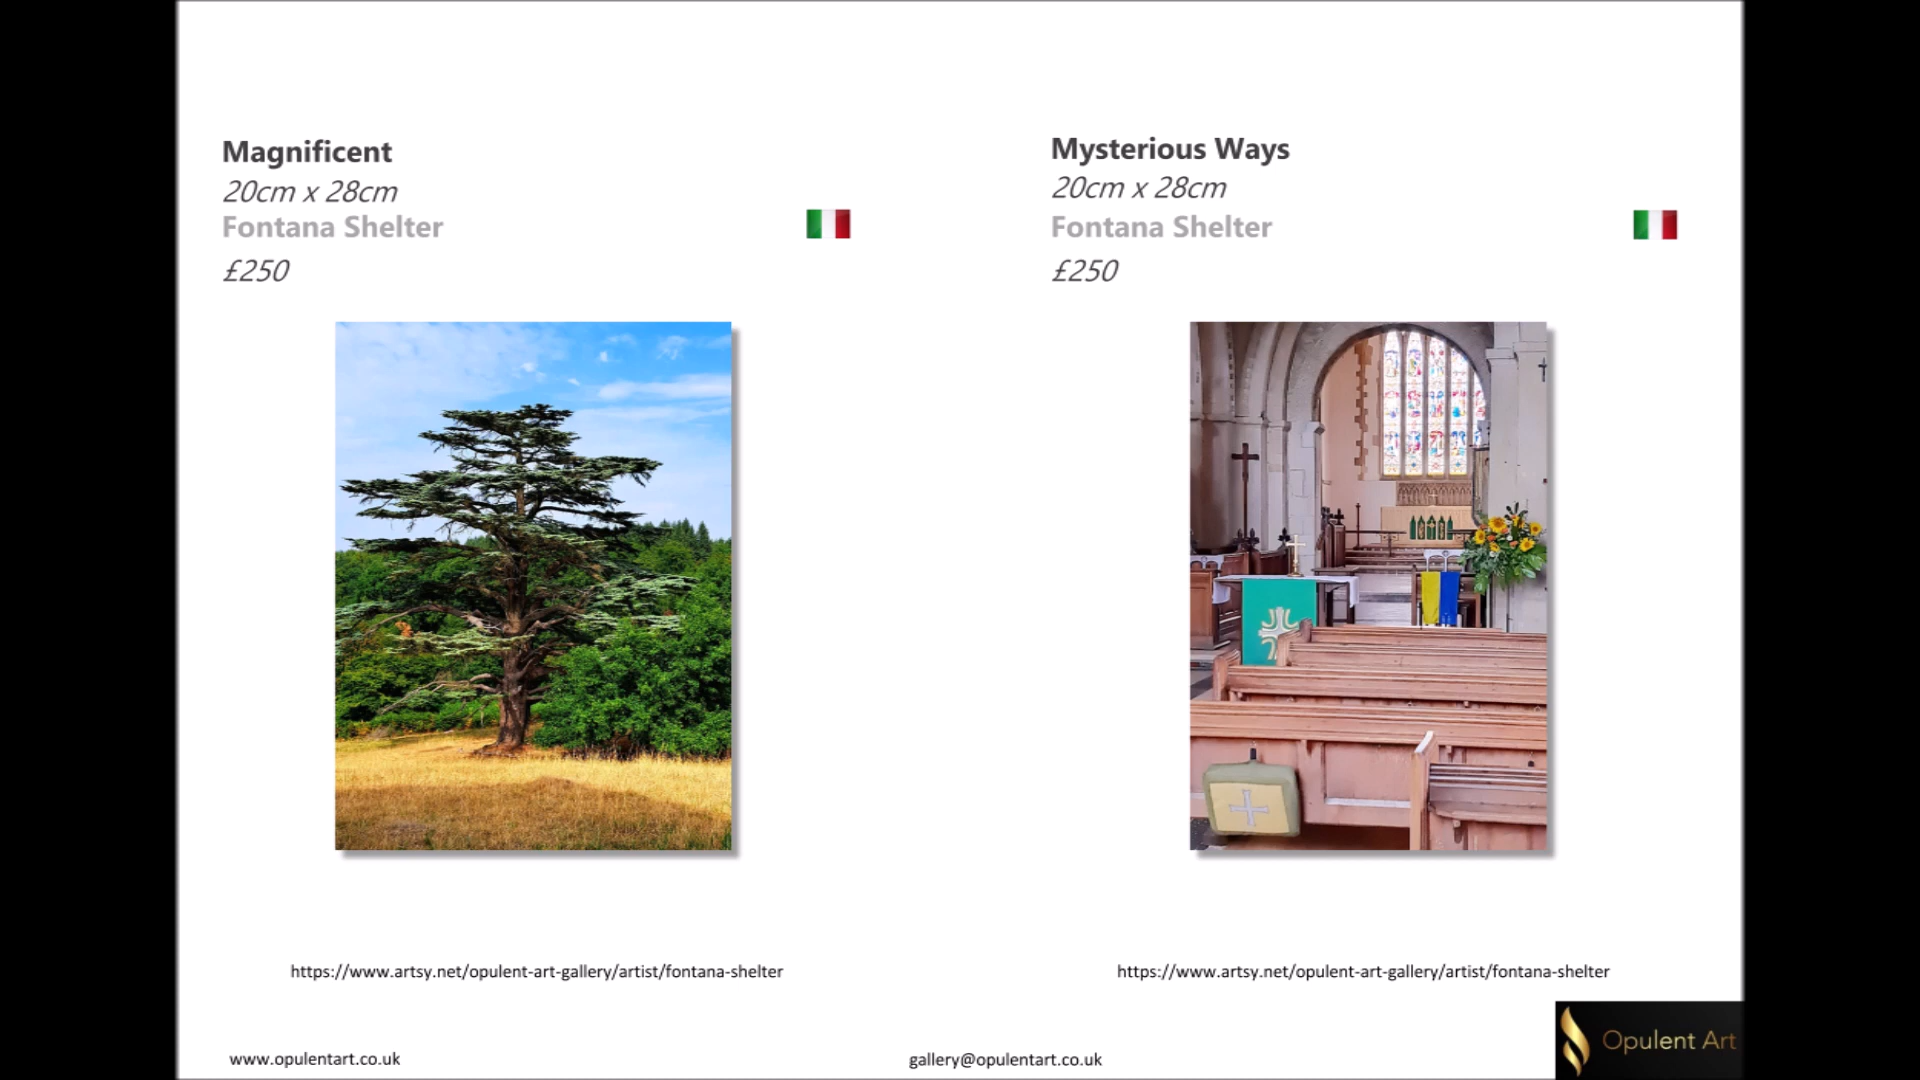 Magnificent
20cm x 28cm
Fontana Shelter
£250
https://www.artsy.net/opulent-art-gallery/artist/fontana-shelter
Mysterious Ways
20cm x 28cm
Fontana Shelter
£250
https://www.artsy.net/opulent-art-gallery/artist/fontana-shelter
www.opulentart.co.uk
gallery@opulentart.co.uk
Opulent Art